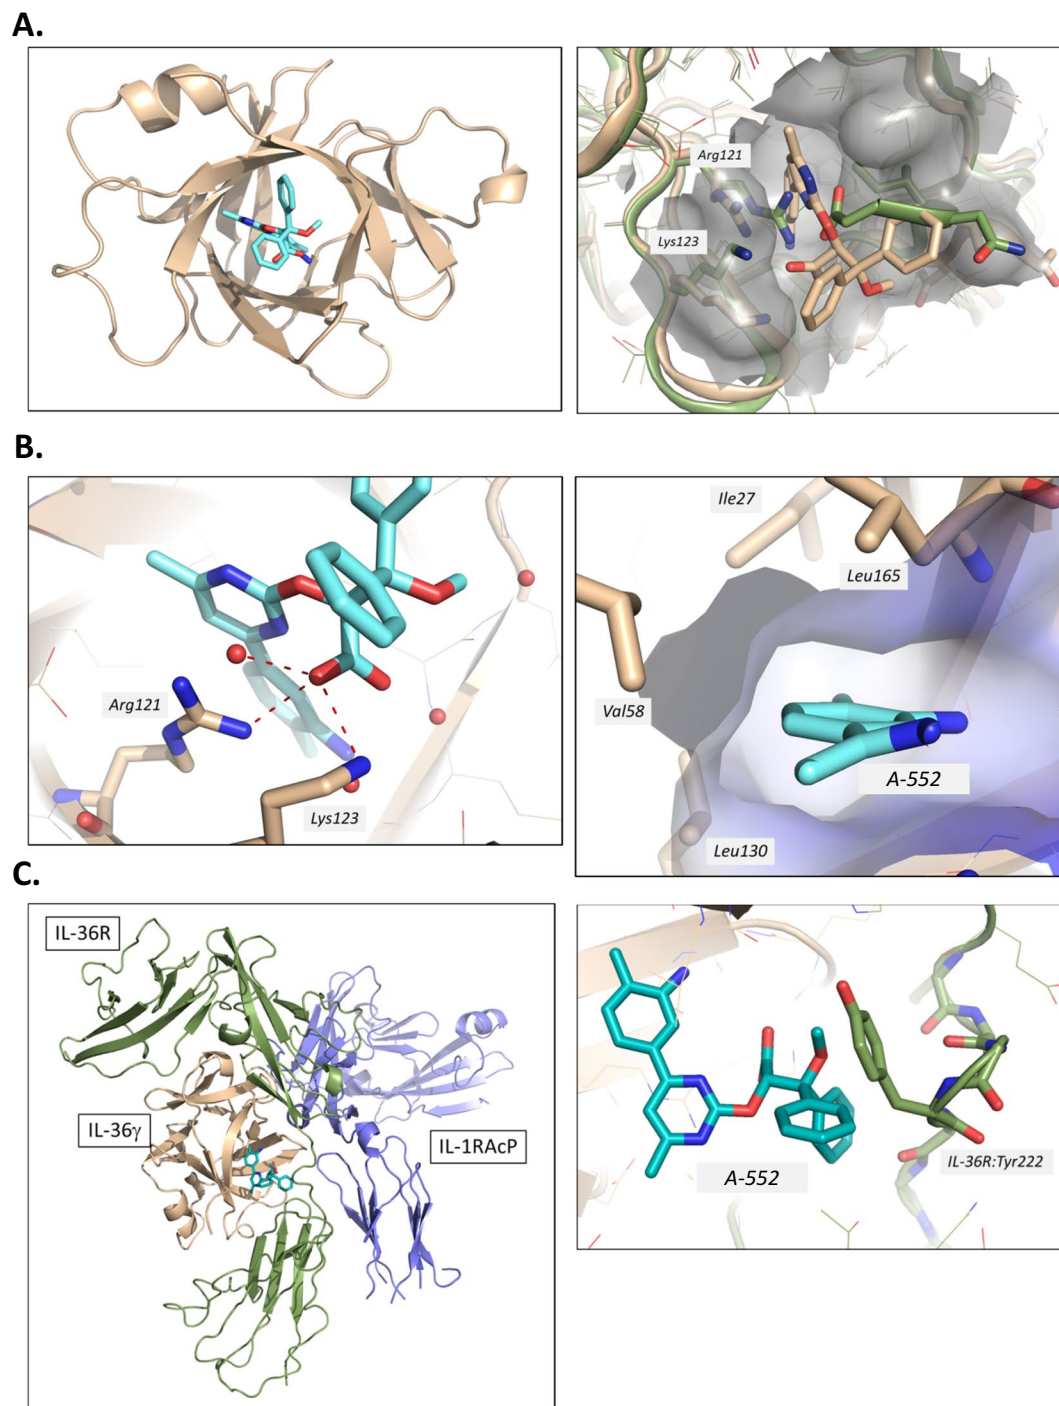 A.
Arg121
Lys123
B.
Arg121
Lys123
Ile27
Leu165
Val58
A-552
Leu130
C.
IL-36R
IL-36γ
IL-1RAcP
A-552
IL-36R:Tyr222